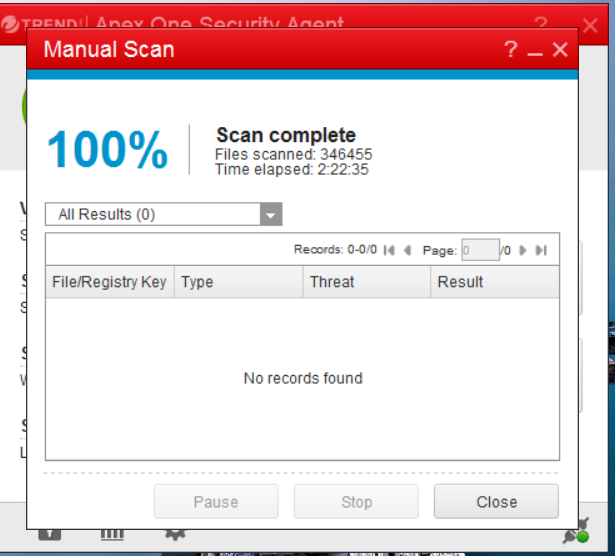 TREND | Apex One Security Agent ?
Manual Scan ?
100%
Scan complete
Files scanned: 346455
Time elapsed: 2:22:35
All Results (0)
Records: 0-0/0 Page: 0 /0
File/Registry Key Type Threat Result
No records found
Pause Stop Close